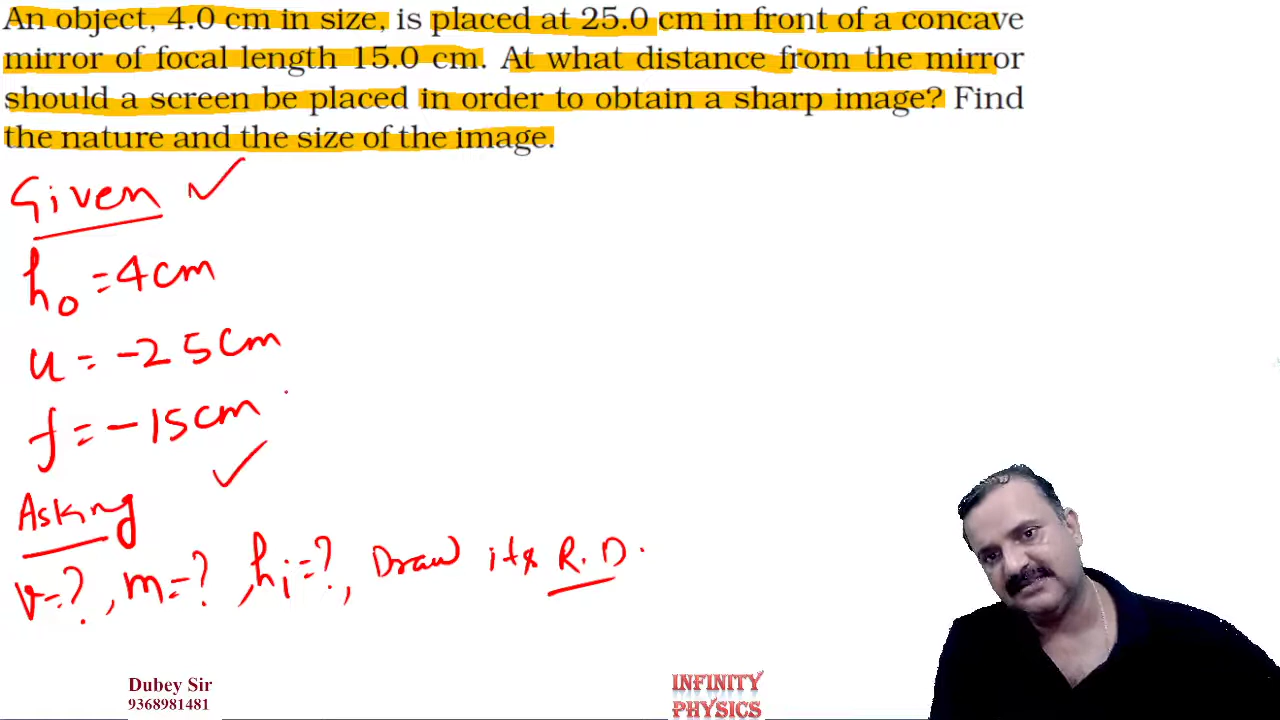 An object, 4.0 cm in size, is placed at 25.0 cm in front of a concave
mirror of focal length 15.0 cm. At what distance from the mirror
should a screen be placed in order to obtain a sharp image? Find
the nature and the size of the image.
Given ✓
h₀ = 4cm
u = -25cm
f = -15cm
Asking ✓
v=?, m=?, hᵢ=?, Draw its R.D.
Dubey Sir
9368981481
INFINITY
PHYSICS